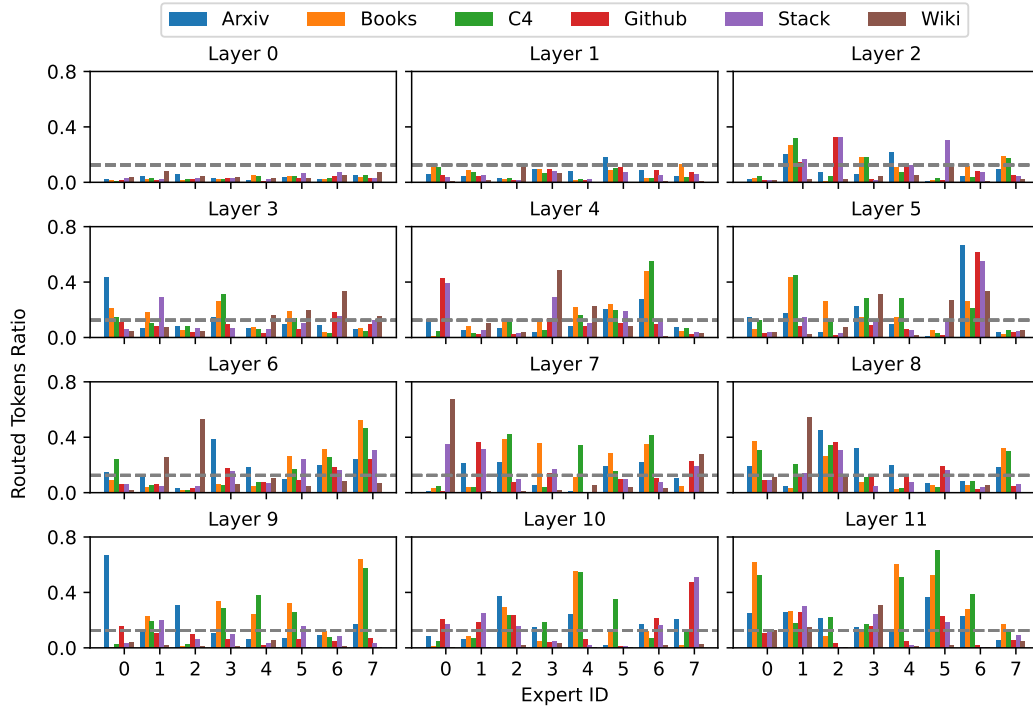 Arxiv Books C4 Github Stack Wiki
Layer 0 Layer 1 Layer 2
0.8
0.4
0.0
Layer 3 Layer 4 Layer 5
0.8
0.4
0.0
Layer 6 Layer 7 Layer 8
0.8
0.4
0.0
Layer 9 Layer 10 Layer 11
0.8
0.4
0.0
0 1 2 3 4 5 6 7 0 1 2 3 4 5 6 7 0 1 2 3 4 5 6 7
Expert ID
Routed Tokens Ratio